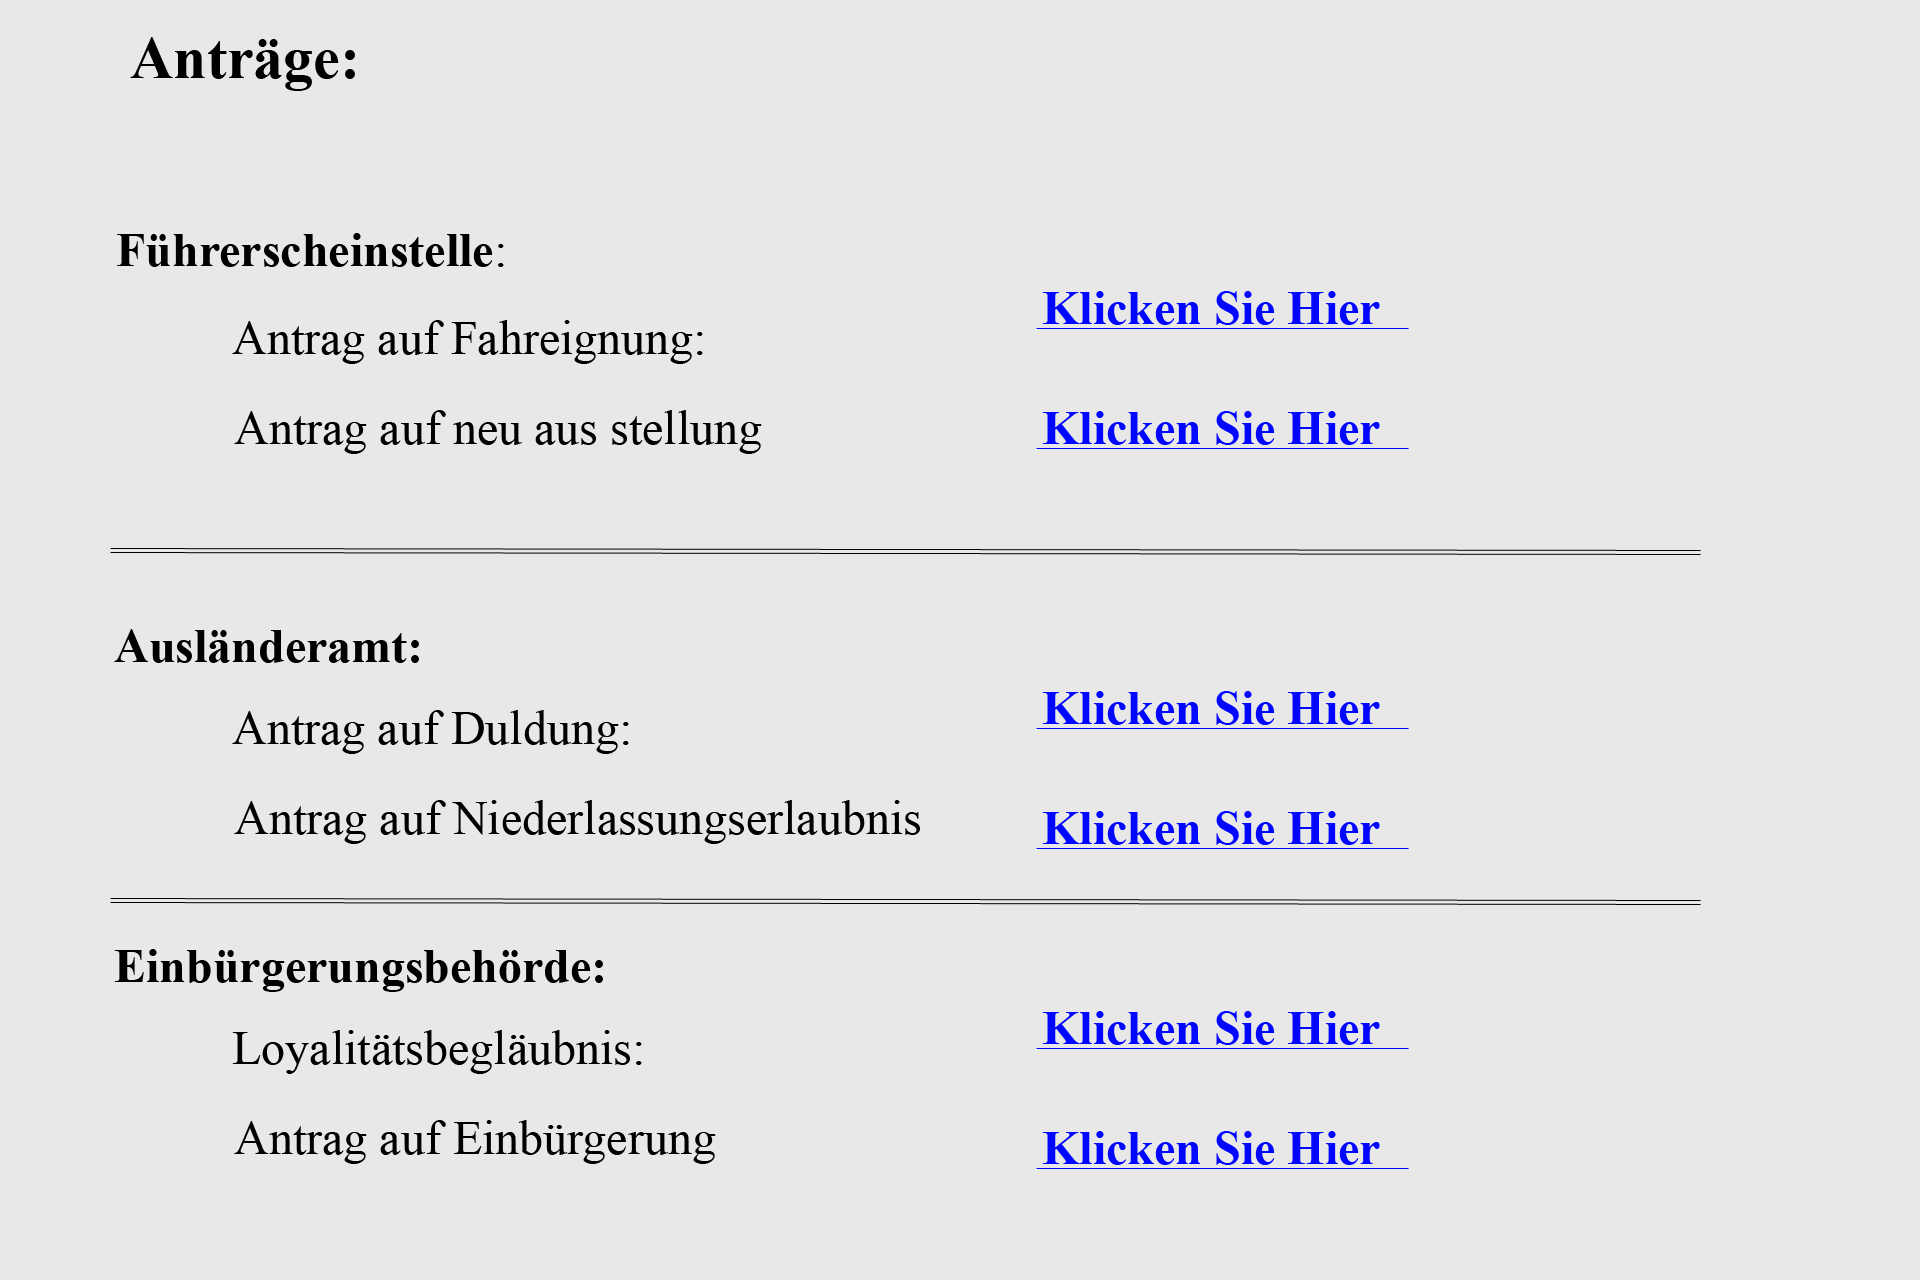 Anträge:
Führerscheinstelle:
Antrag auf Fahreignung: Klicken Sie Hier
Antrag auf neu aus stellung Klicken Sie Hier
Ausländeramt:
Antrag auf Duldung: Klicken Sie Hier
Antrag auf Niederlassungserlaubnis Klicken Sie Hier
Einbürgerungsbehörde:
Loyalitätsbegläubnis: Klicken Sie Hier
Antrag auf Einbürgerung Klicken Sie Hier